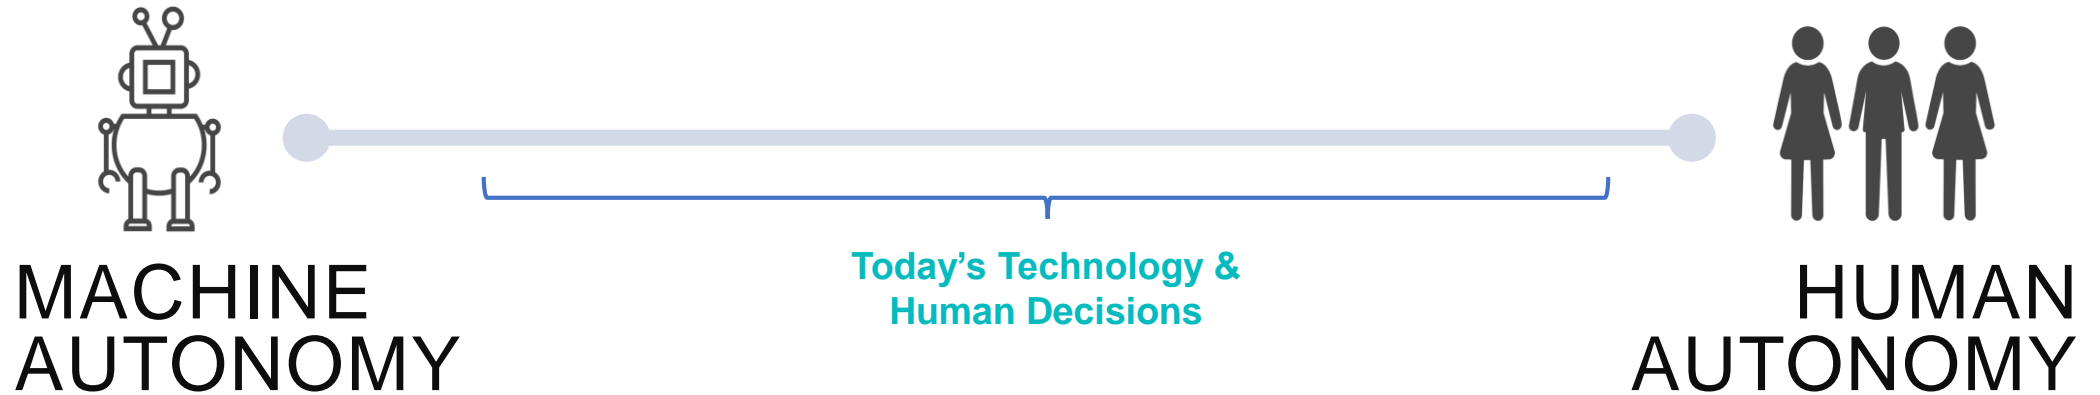 MACHINE
AUTONOMY
Today’s Technology &
Human Decisions
HUMAN
AUTONOMY